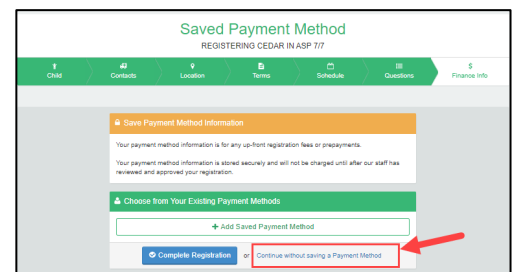 Saved Payment Method
REGISTERING CEDAR IN ASP 7/7
Child Contacts Location Terms Schedule Questions Finance Info
Save Payment Method Information
Your payment method information is for any up-front registration fees or prepayments.
Your payment method information is stored securely and will not be charged until after our staff has
reviewed and approved your registration.
Choose from Your Existing Payment Methods
+ Add Saved Payment Method
Complete Registration or Continue without saving a Payment Method